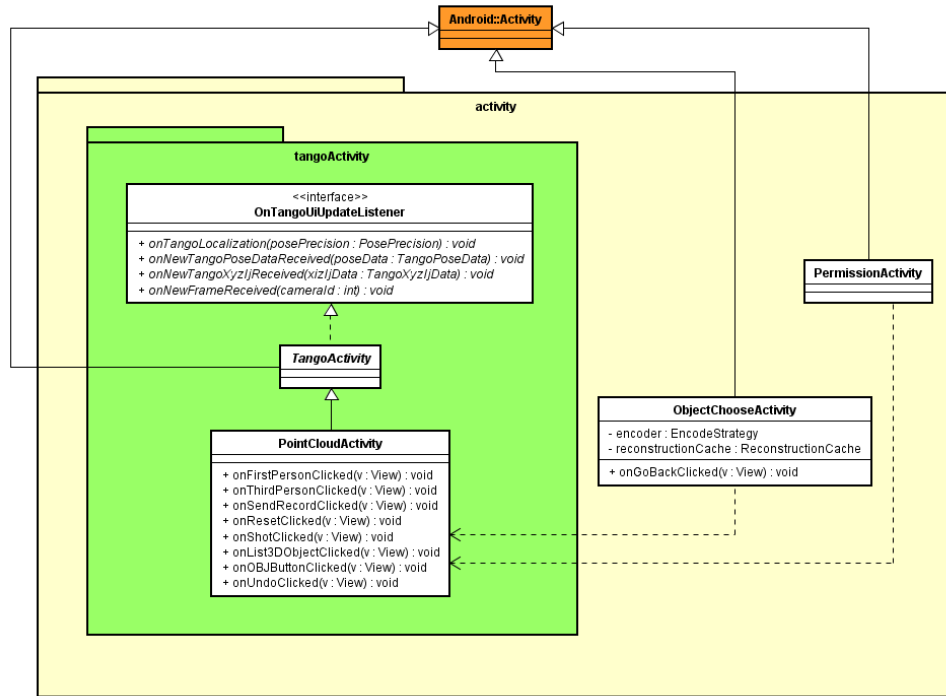 Android::Activity
activity
tangoActivity
<<interface>>
OnTangoUiUpdateListener
+ onTangoLocalization(posePrecision : PosePrecision) : void
+ onNewTangoPoseDataReceived(poseData : TangoPoseData) : void
+ onNewTangoXyzIjReceived(xizIjData : TangoXyzIjData) : void
+ onNewFrameReceived(cameraId : int) : void
PermissionActivity
TangoActivity
ObjectChooseActivity
- encoder : EncodeStrategy
- reconstructionCache : ReconstructionCache
+ onGoBackClicked(v : View) : void
PointCloudActivity
+ onFirstPersonClicked(v : View) : void
+ onThirdPersonClicked(v : View) : void
+ onSendRecordClicked(v : View) : void
+ onResetClicked(v : View) : void
+ onShotClicked(v : View) : void
+ onList3DObjectClicked(v : View) : void
+ onOBJButtonClicked(v : View) : void
+ onUndoClicked(v : View) : void